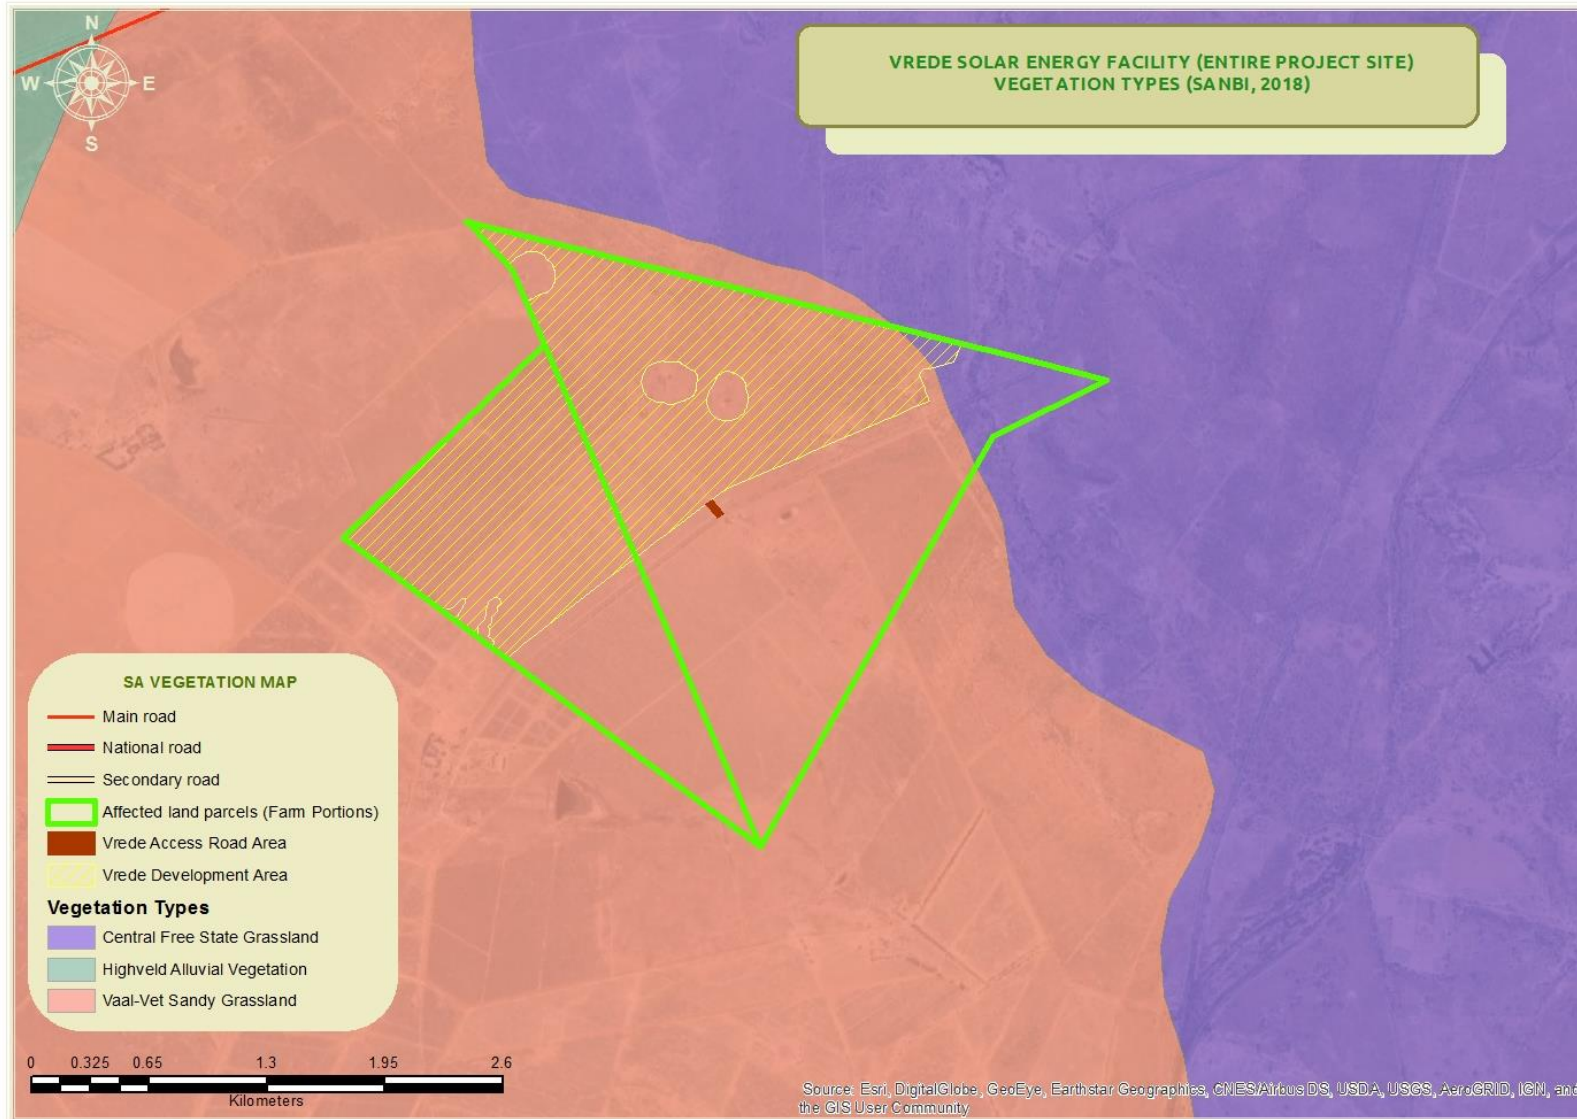 N
W
E
S
VREDE SOLAR ENERGY FACILITY (ENTIRE PROJECT SITE)
VEGETATION TYPES (SANBI, 2018)
SA VEGETATION MAP
Main road
National road
Secondary road
Affected land parcels (Farm Portions)
Vrede Access Road Area
Vrede Development Area
Vegetation Types
Central Free State Grassland
Highveld Alluvial Vegetation
Vaal-Vet Sandy Grassland
0 0.325 0.65 1.3 1.95 2.6
Kilometers
Source: Esri, DigitalGlobe, GeoEye, Earthstar Geographics, CNES/Airbus DS, USDA, USGS, AeroGRID, IGN, and
the GIS User Community